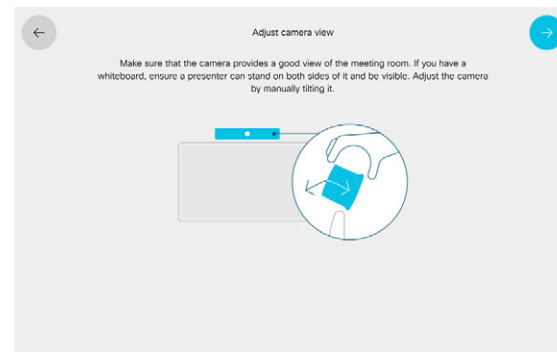 Adjust camera view
Make sure that the camera provides a good view of the meeting room. If you have a
whiteboard, ensure a presenter can stand on both sides of it and be visible. Adjust the camera
by manually tilting it.